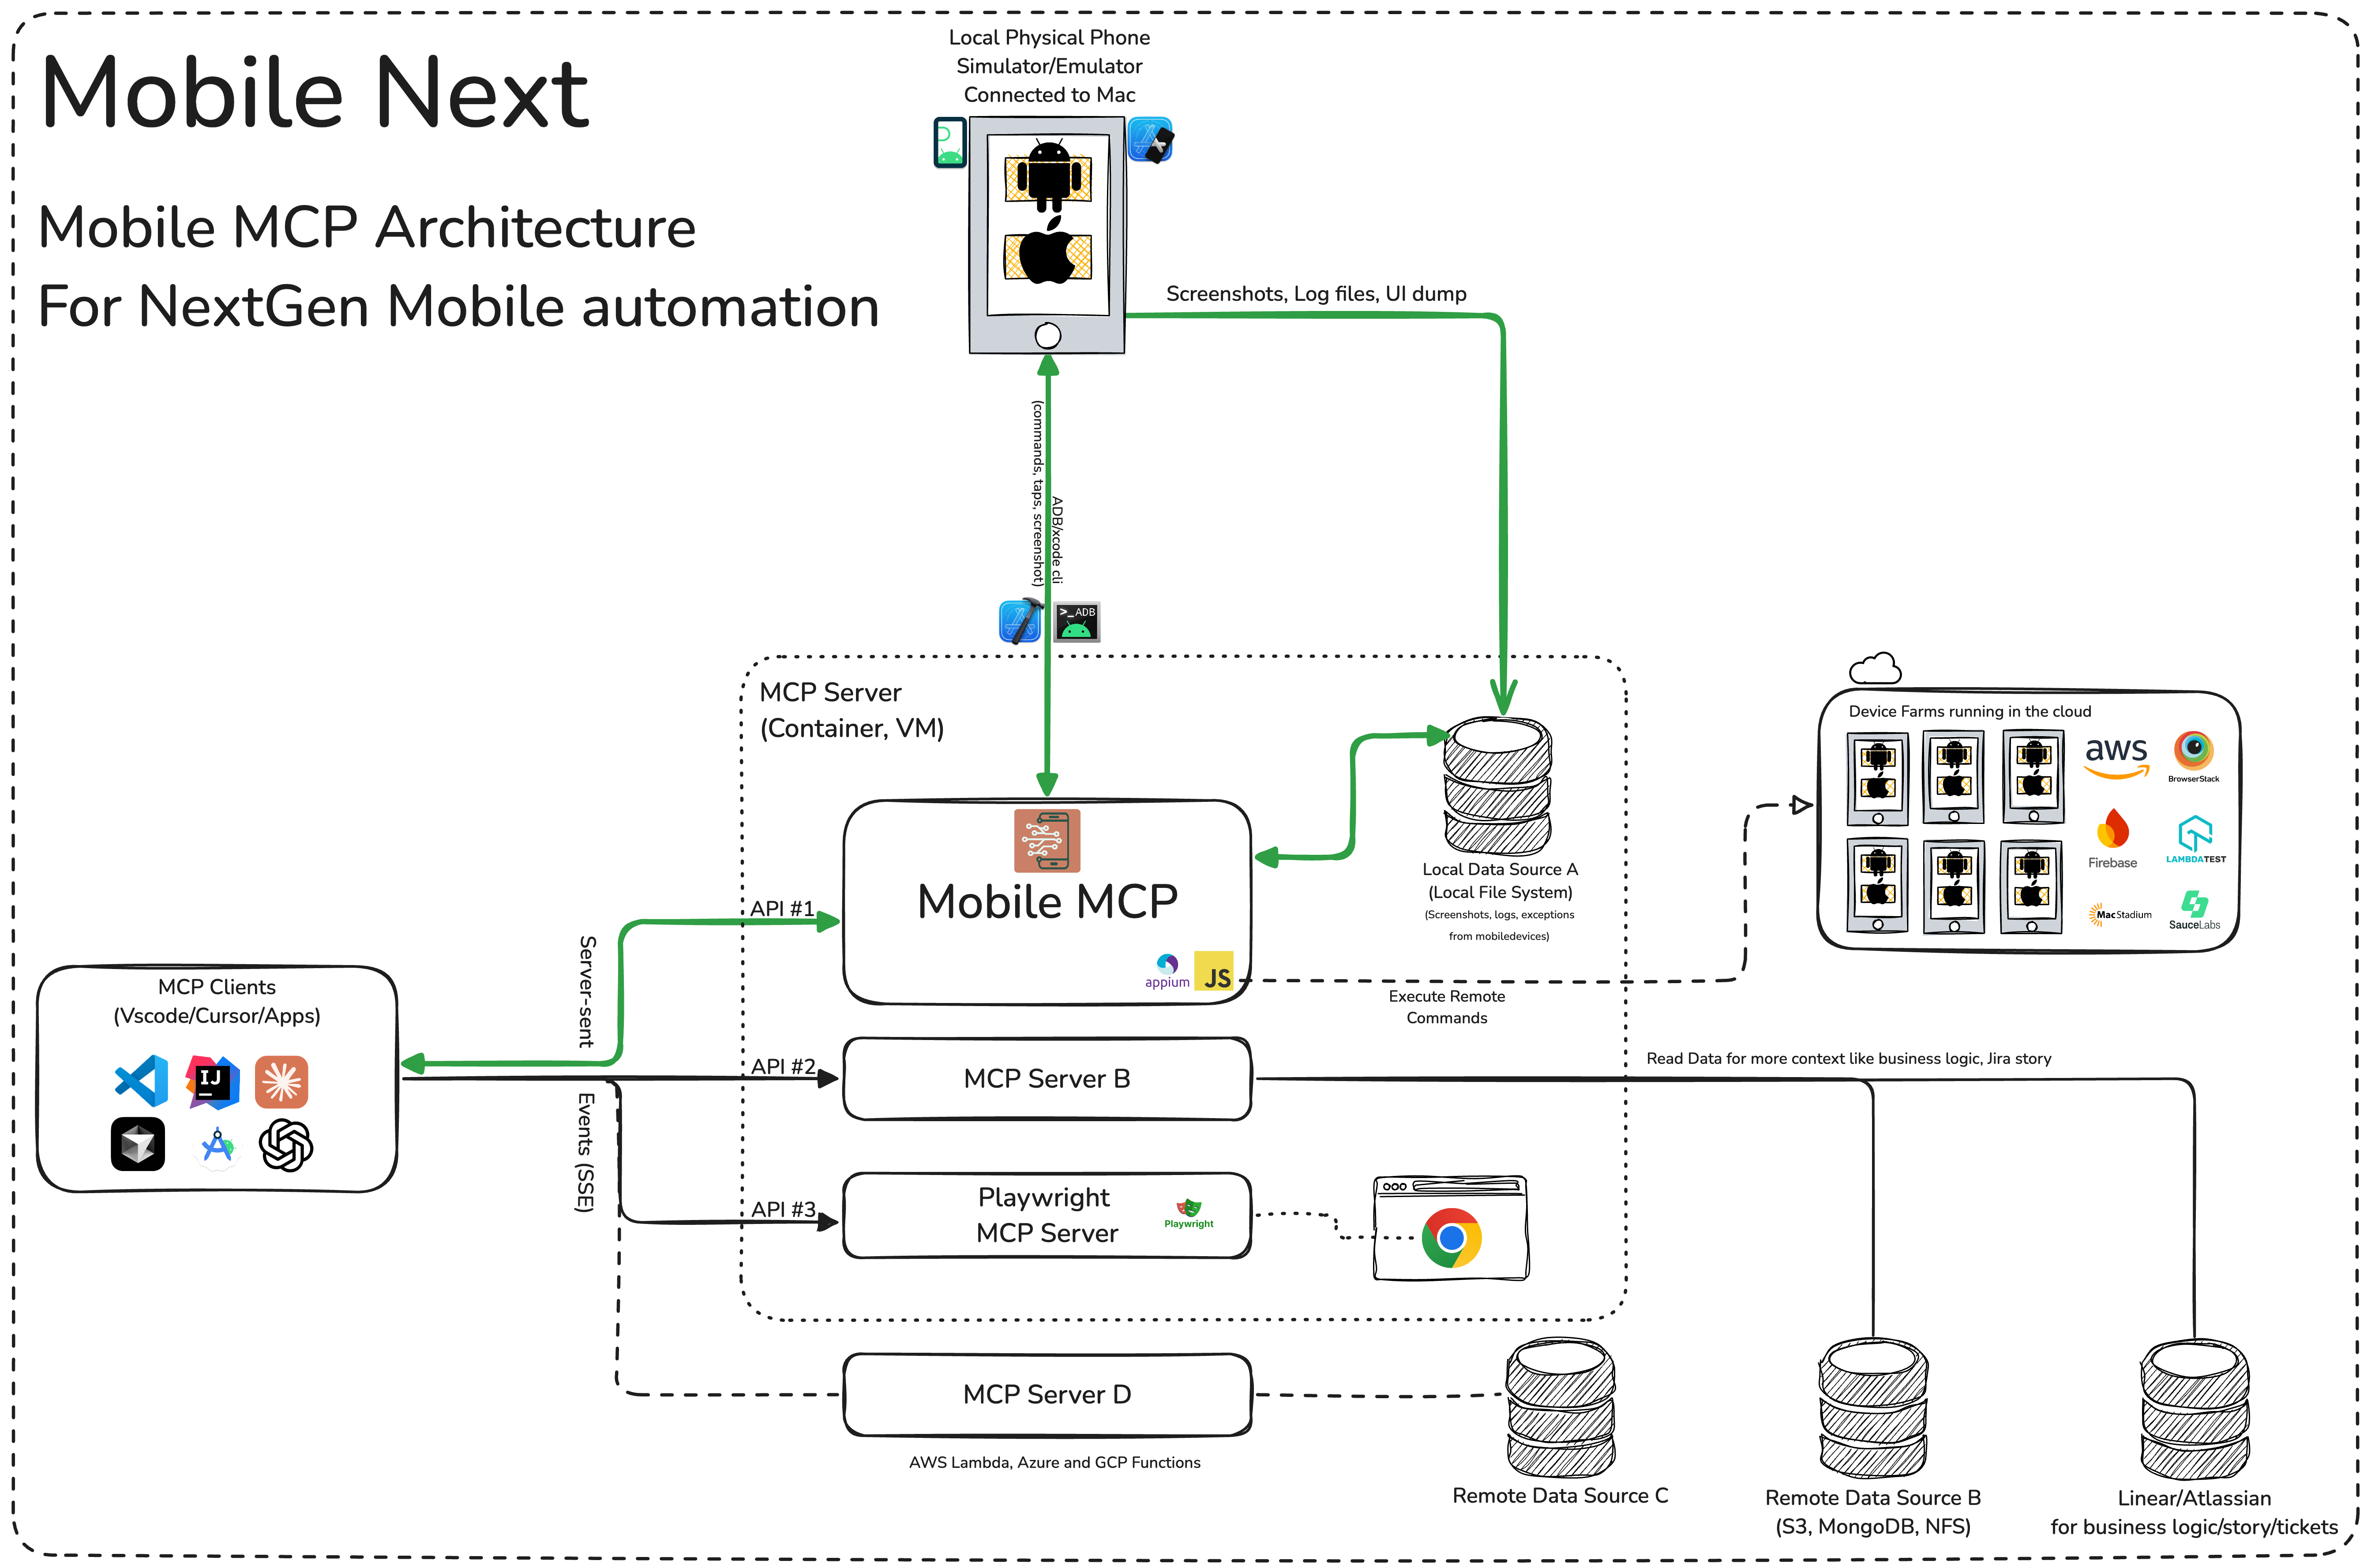 Mobile Next
Mobile MCP Architecture
For NextGen Mobile automation
Local Physical Phone
Simulator/Emulator
Connected to Mac
Screenshots, Log files, UI dump
(commands, taps, screenshot)
ADB/xcode cli
>_ADB
MCP Server
(Container, VM)
Mobile MCP
appium
JS
Local Data Source A
(Local File System)
(Screenshots, logs, exceptions
from mobiledevices)
Device Farms running in the cloud
aws
BrowserStack
Firebase
LAMBDATEST
MacStadium
SauceLabs
Execute Remote
Commands
API #1
Server-sent
MCP Clients
(Vscode/Cursor/Apps)
IJ
API #2
Events (SSE)
MCP Server B
Read Data for more context like business logic, Jira story
API #3
Playwright
MCP Server
Playwright
MCP Server D
AWS Lambda, Azure and GCP Functions
Remote Data Source C
Remote Data Source B
(S3, MongoDB, NFS)
Linear/Atlassian
for business logic/story/tickets